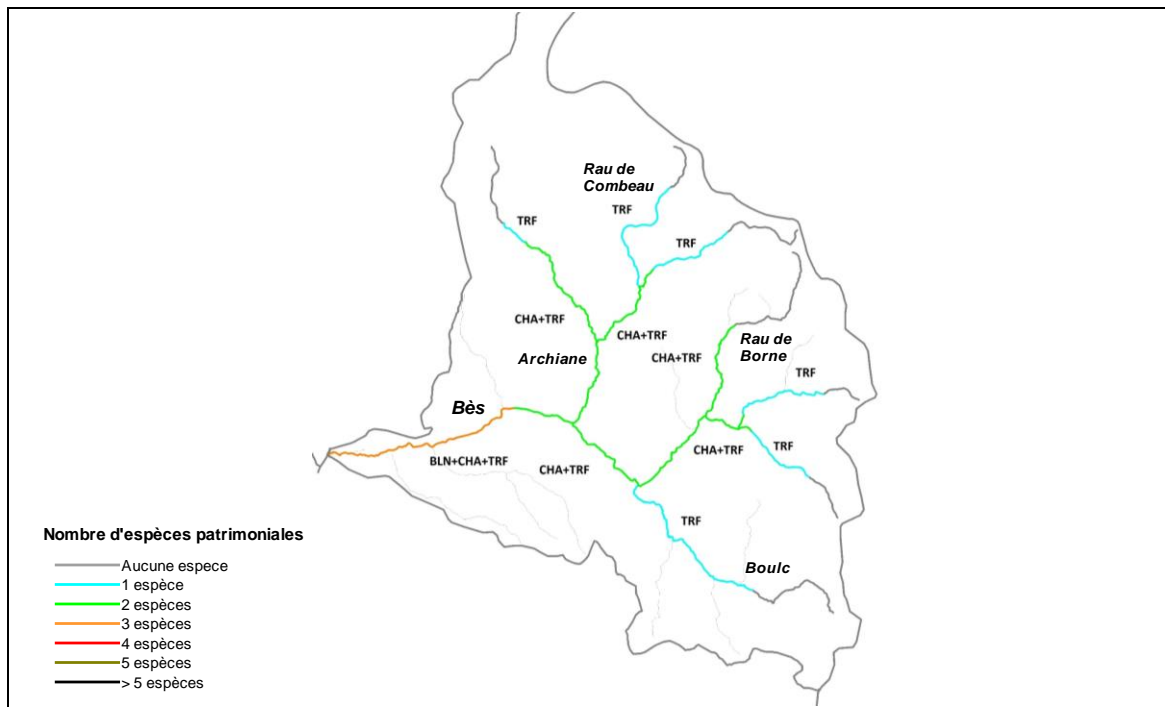 Rau de
Combeau
TRF
TRF
TRF
CHA+TRF
CHA+TRF
Archiane
CHA+TRF
Rau de
Borne
TRF
Bès
BLN+CHA+TRF
CHA+TRF
CHA+TRF
TRF
TRF
Boulc
Nombre d'espèces patrimoniales
Aucune espece
1 espèce
2 espèces
3 espèces
4 espèces
5 espèces
> 5 espèces